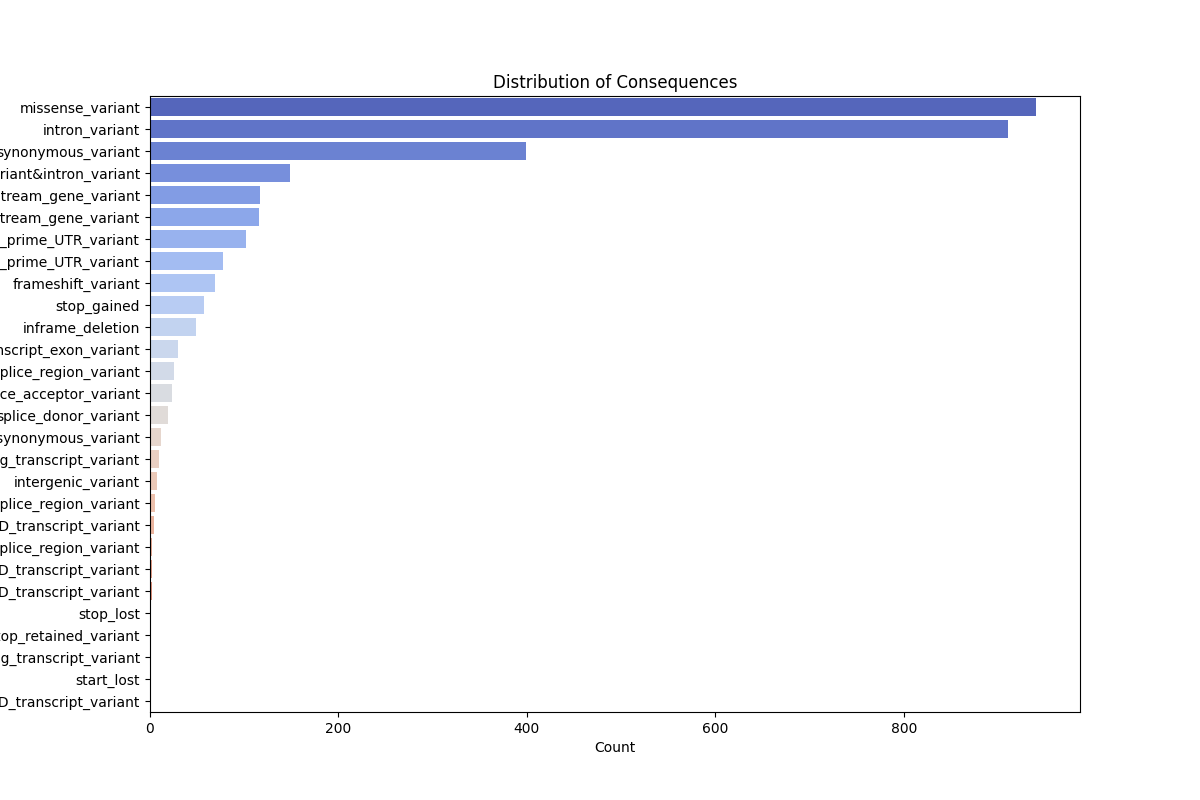 Distribution of Consequences
missense_variant
intron_variant
synonymous_variant
riant&intron_variant
tream_gene_variant
tream_gene_variant
_prime_UTR_variant
_prime_UTR_variant
frameshift_variant
stop_gained
inframe_deletion
nscript_exon_variant
plice_region_variant
ce_acceptor_variant
splice_donor_variant
synonymous_variant
g_transcript_variant
intergenic_variant
plice_region_variant
D_transcript_variant
plice_region_variant
D_transcript_variant
D_transcript_variant
stop_lost
top_retained_variant
g_transcript_variant
start_lost
D_transcript_variant
0 200 400 600 800
Count